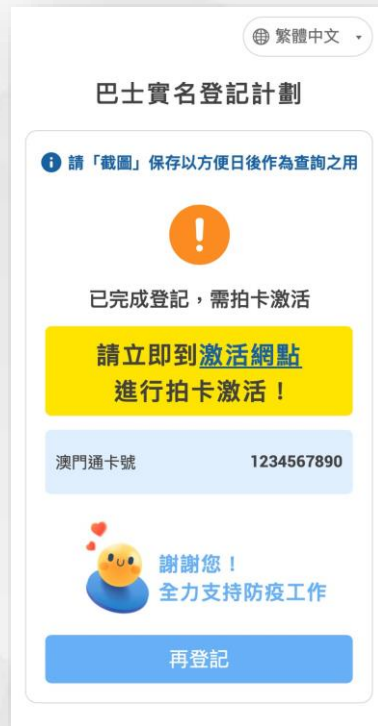 繁體中文
巴士實名登記計劃
請「截圖」保存以方便日後作為查詢之用
已完成登記，需拍卡激活
請立即到激活網點
進行拍卡激活！
澳門通卡號 1234567890
謝謝您！
全力支持防疫工作
再登記